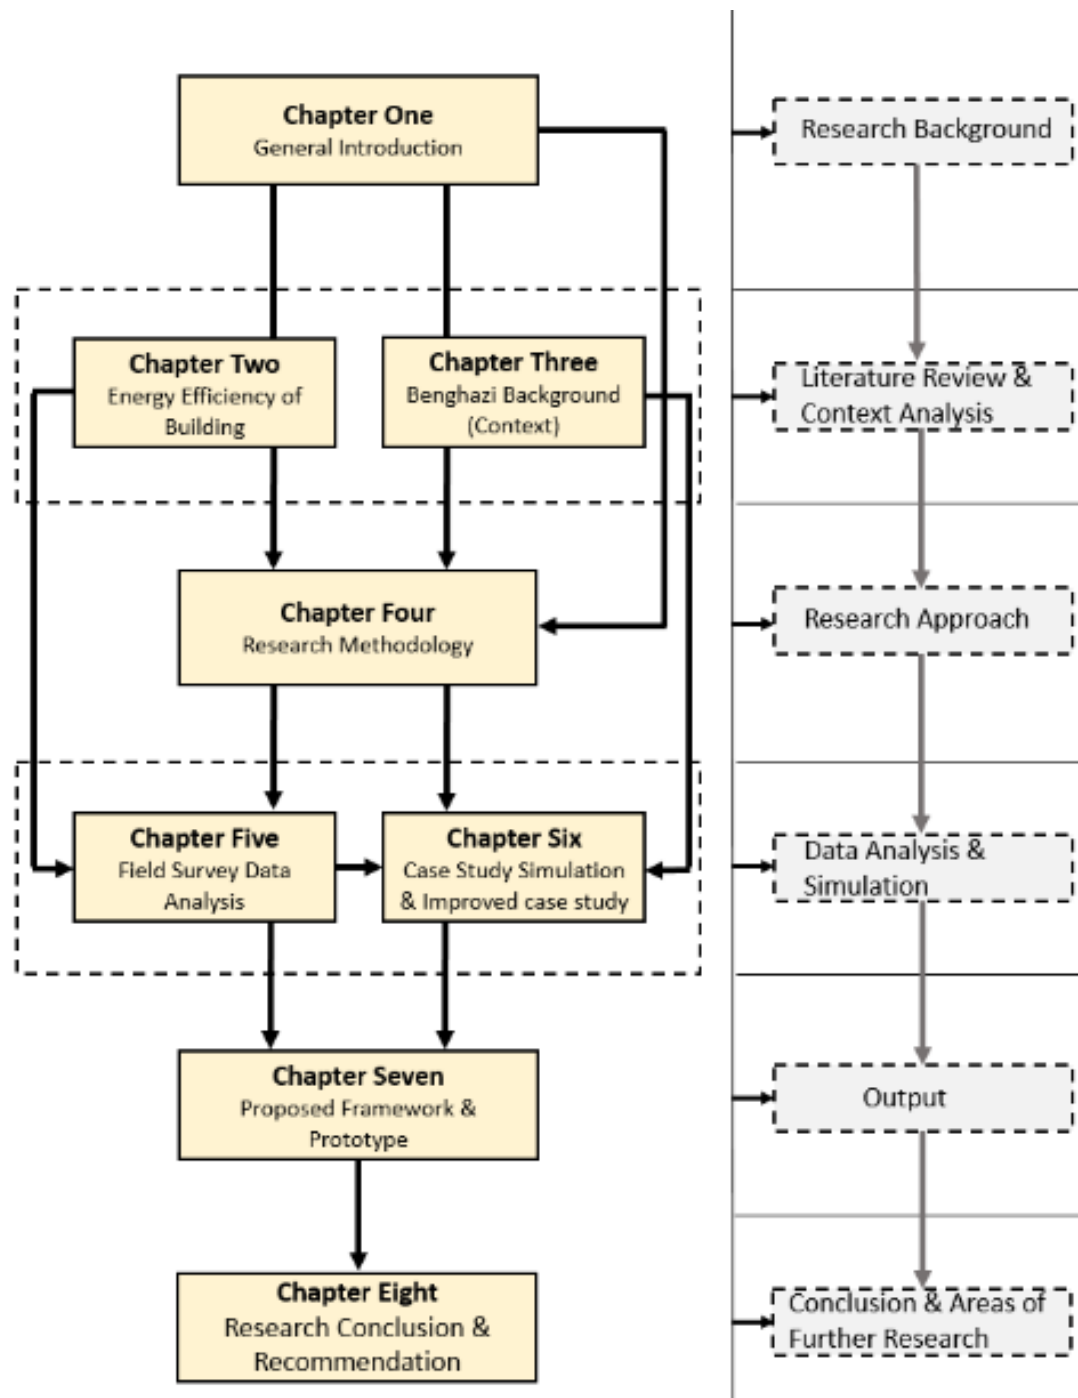 Chapter One
General Introduction
Research Background
Chapter Two
Energy Efficiency of
Building
Chapter Three
Benghazi Background
(Context)
Literature Review &
Context Analysis
Chapter Four
Research Methodology
Research Approach
Chapter Five
Field Survey Data
Analysis
Chapter Six
Case Study Simulation
& Improved case study
Data Analysis &
Simulation
Chapter Seven
Proposed Framework &
Prototype
Output
Chapter Eight
Research Conclusion &
Recommendation
Conclusion & Areas of
Further Research